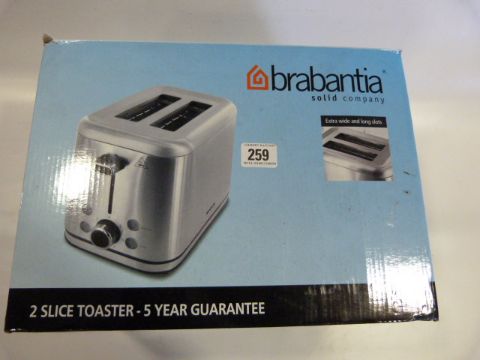 brabantia
solid company
Extra wide and long slots
259
2 SLICE TOASTER - 5 YEAR GUARANTEE